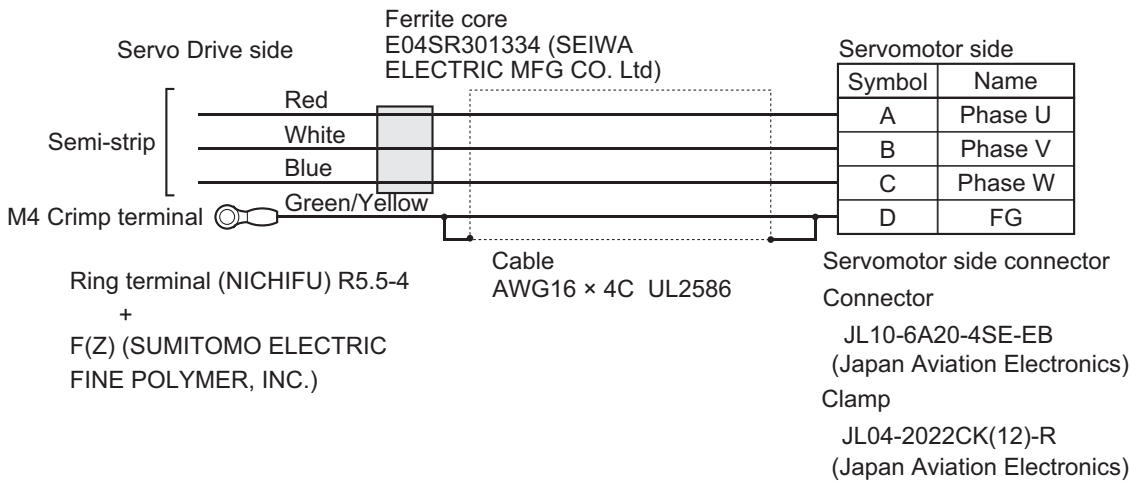 Servo Drive side
Ferrite core
E04SR301334 (SEIWA
ELECTRIC MFG CO. Ltd)
Servomotor side
Symbol Name
Semi-strip
Red
White
Blue
A Phase U
B Phase V
C Phase W
M4 Crimp terminal
Green/Yellow
D FG
Ring terminal (NICHIFU) R5.5-4
+
F(Z) (SUMITOMO ELECTRIC
FINE POLYMER, INC.)
Cable
AWG16 × 4C UL2586
Servomotor side connector
Connector
JL10-6A20-4SE-EB
(Japan Aviation Electronics)
Clamp
JL04-2022CK(12)-R
(Japan Aviation Electronics)